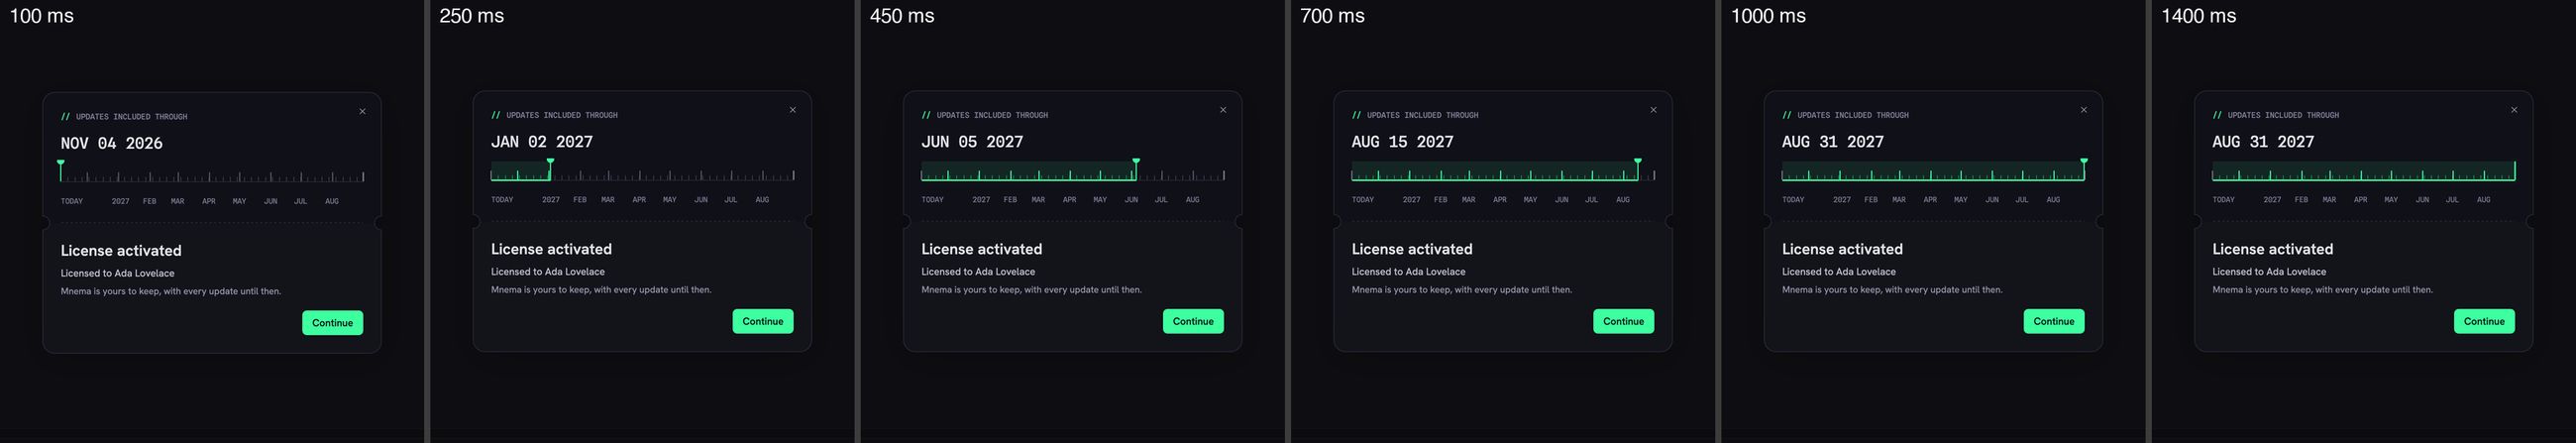 100 ms
// UPDATES INCLUDED THROUGH
×
NOV 04 2026
TODAY 2027 FEB MAR APR MAY JUN JUL AUG
License activated
Licensed to Ada Lovelace
Mnema is yours to keep, with every update until then.
Continue
250 ms
// UPDATES INCLUDED THROUGH
×
JAN 02 2027
TODAY 2027 FEB MAR APR MAY JUN JUL AUG
License activated
Licensed to Ada Lovelace
Mnema is yours to keep, with every update until then.
Continue
450 ms
// UPDATES INCLUDED THROUGH
×
JUN 05 2027
TODAY 2027 FEB MAR APR MAY JUN JUL AUG
License activated
Licensed to Ada Lovelace
Mnema is yours to keep, with every update until then.
Continue
700 ms
// UPDATES INCLUDED THROUGH
×
AUG 15 2027
TODAY 2027 FEB MAR APR MAY JUN JUL AUG
License activated
Licensed to Ada Lovelace
Mnema is yours to keep, with every update until then.
Continue
1000 ms
// UPDATES INCLUDED THROUGH
×
AUG 31 2027
TODAY 2027 FEB MAR APR MAY JUN JUL AUG
License activated
Licensed to Ada Lovelace
Mnema is yours to keep, with every update until then.
Continue
1400 ms
// UPDATES INCLUDED THROUGH
×
AUG 31 2027
TODAY 2027 FEB MAR APR MAY JUN JUL AUG
License activated
Licensed to Ada Lovelace
Mnema is yours to keep, with every update until then.
Continue